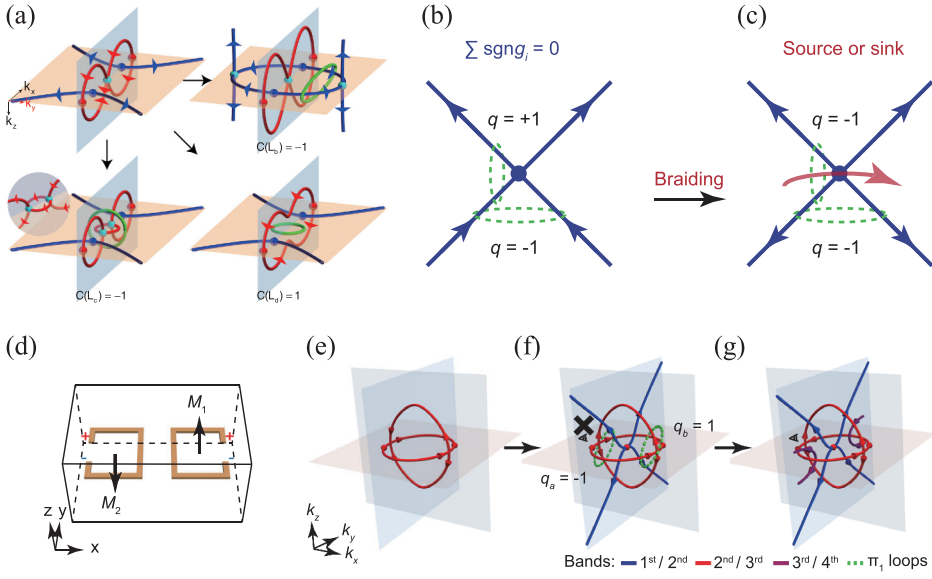 (a)
k_x
k_y
k_z
C(L_b) = −1
C(L_c) = −1
C(L_d) = 1
(b)
∑ sgng_i = 0
q = +1
q = -1
Braiding
(c)
Source or sink
q = -1
q = -1
(d)
M_1
M_2
+
-
+
-
z y
x
(e)
k_z
k_y
k_x
(f)
q_b = 1
q_a = -1
(g)
Bands: 1st / 2nd 2nd / 3rd 3rd / 4th π_1 loops